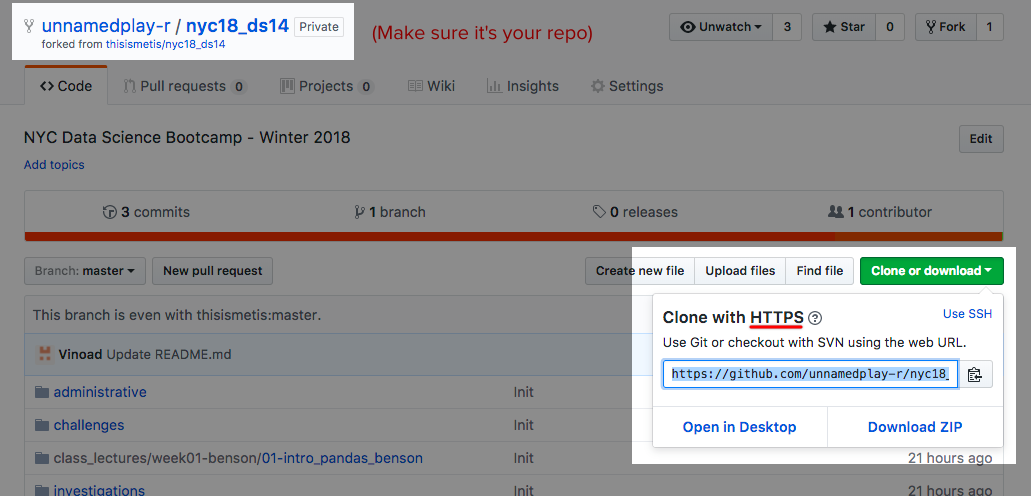 unnamedplay-r / nyc18_ds14 Private
forked from thisismetis/nyc18_ds14
(Make sure it's your repo)
Unwatch 3 Star 0 Fork 1
Code Pull requests 0 Projects 0 Wiki Insights Settings
NYC Data Science Bootcamp - Winter 2018
Edit
Add topics
3 commits 1 branch 0 releases 1 contributor
Branch: master New pull request Create new file Upload files Find file Clone or download
This branch is even with thisismetis:master.
Vinoad Update README.md
administrative Init
challenges Init
class_lectures/week01-benson/01-intro_pandas_benson Init 21 hours ago
investigations Init 21 hours ago
Clone with HTTPS ?
Use SSH
Use Git or checkout with SVN using the web URL.
https://github.com/unnamedplay-r/nyc18_
Open in Desktop Download ZIP